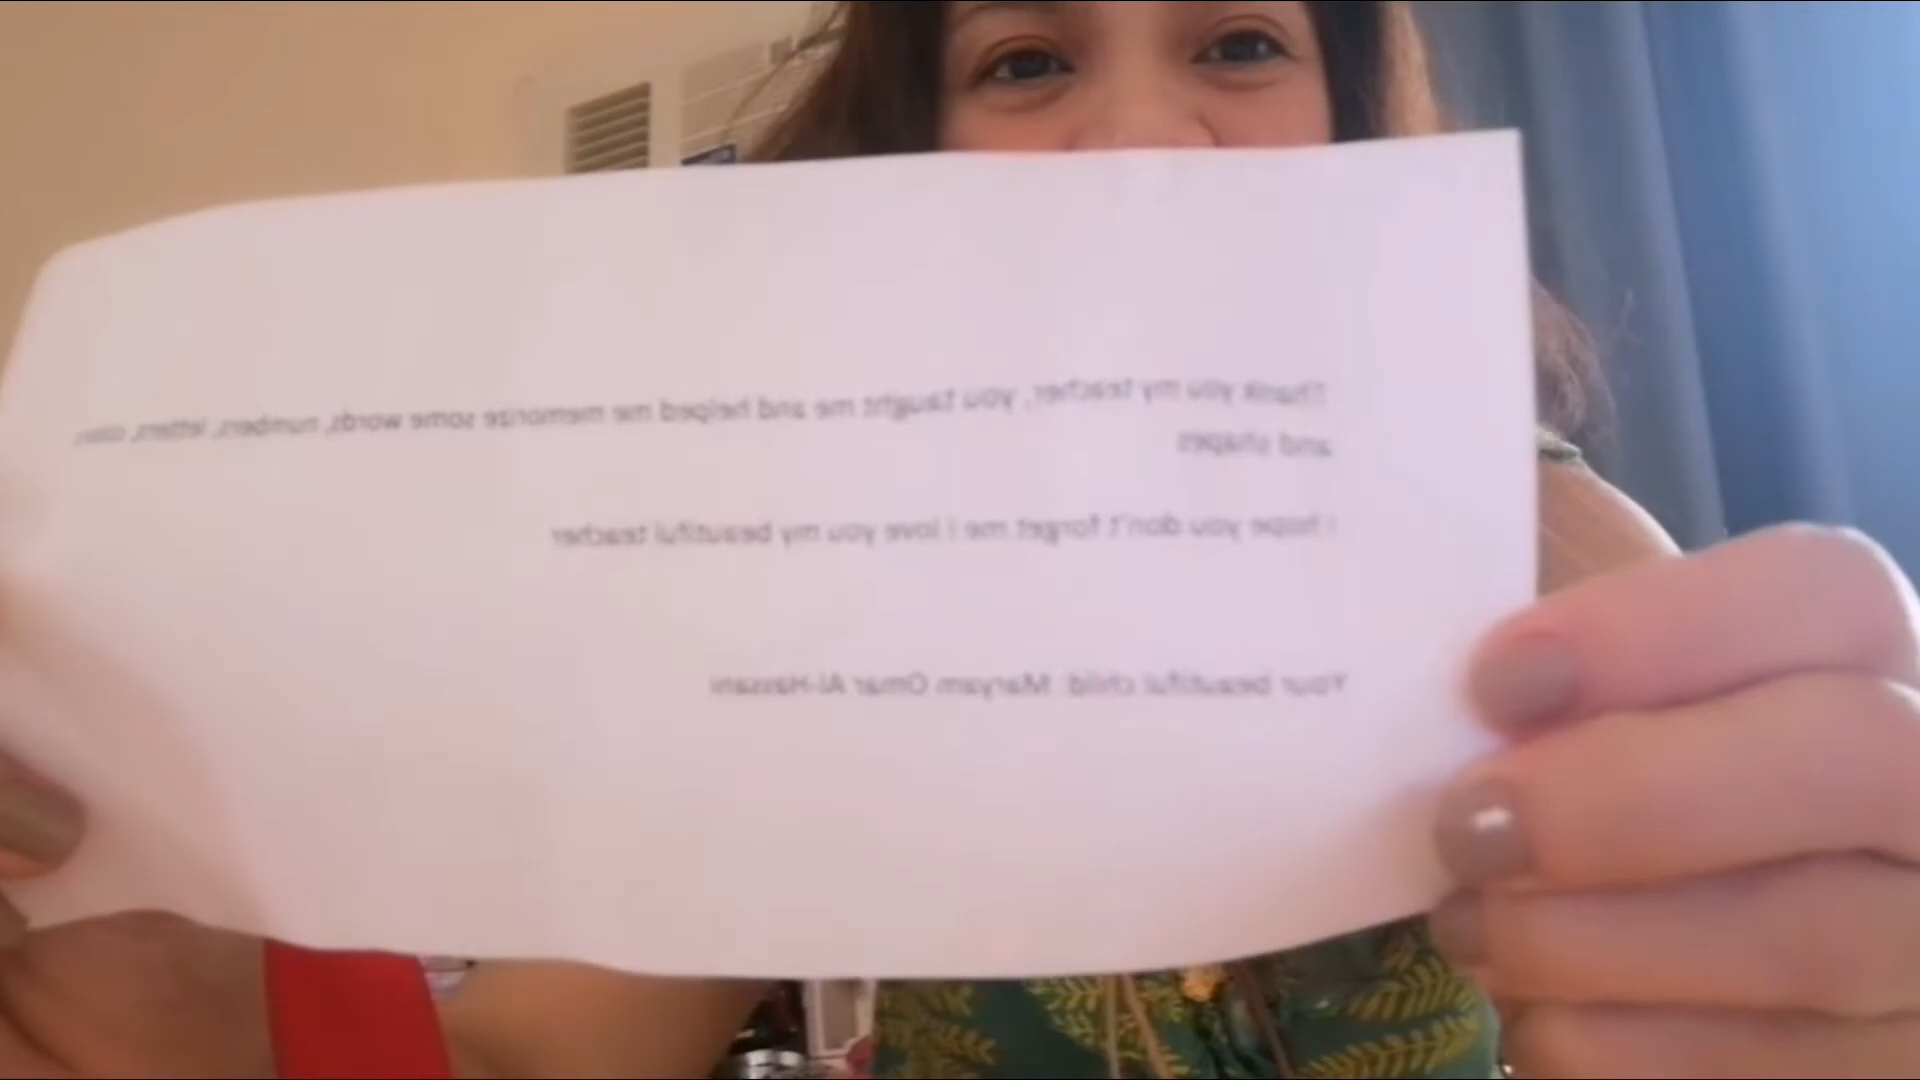 Thank you my teacher, you taught me and helped me memorize some words, numbers, letters, colors
and shapes
I hope you don't forget me I love you my beautiful teacher
Your beautiful child: Maryam Omar Al-Hassani